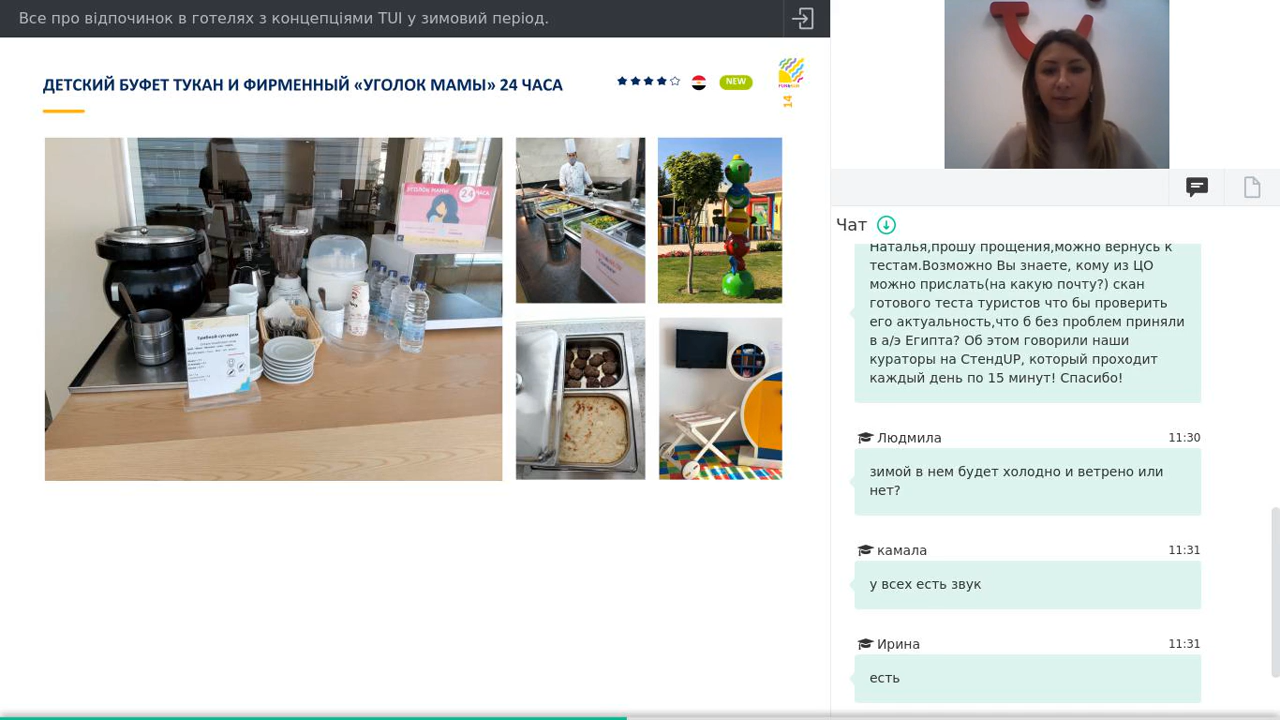 Все про відпочинок в готелях з концепціями TUI у зимовий період.
ДЕТСКИЙ БУФЕТ ТУКАН И ФИРМЕННЫЙ «УГОЛОК МАМЫ» 24 ЧАСА
NEW
14
УГОЛОК МАМЫ
24 ЧАСА
Чат
Наталья,прошу прощения,можно вернусь к
тестам.Возможно Вы знаете, кому из ЦО
можно прислать(на какую почту?) скан
готового теста туристов что бы проверить
его актуальность,что б без проблем приняли
в а/э Египта? Об этом говорили наши
кураторы на СтендUP, который проходит
каждый день по 15 минут! Спасибо!
Людмила 11:30
зимой в нем будет холодно и ветрено или
нет?
камала 11:31
у всех есть звук
Ирина 11:31
есть